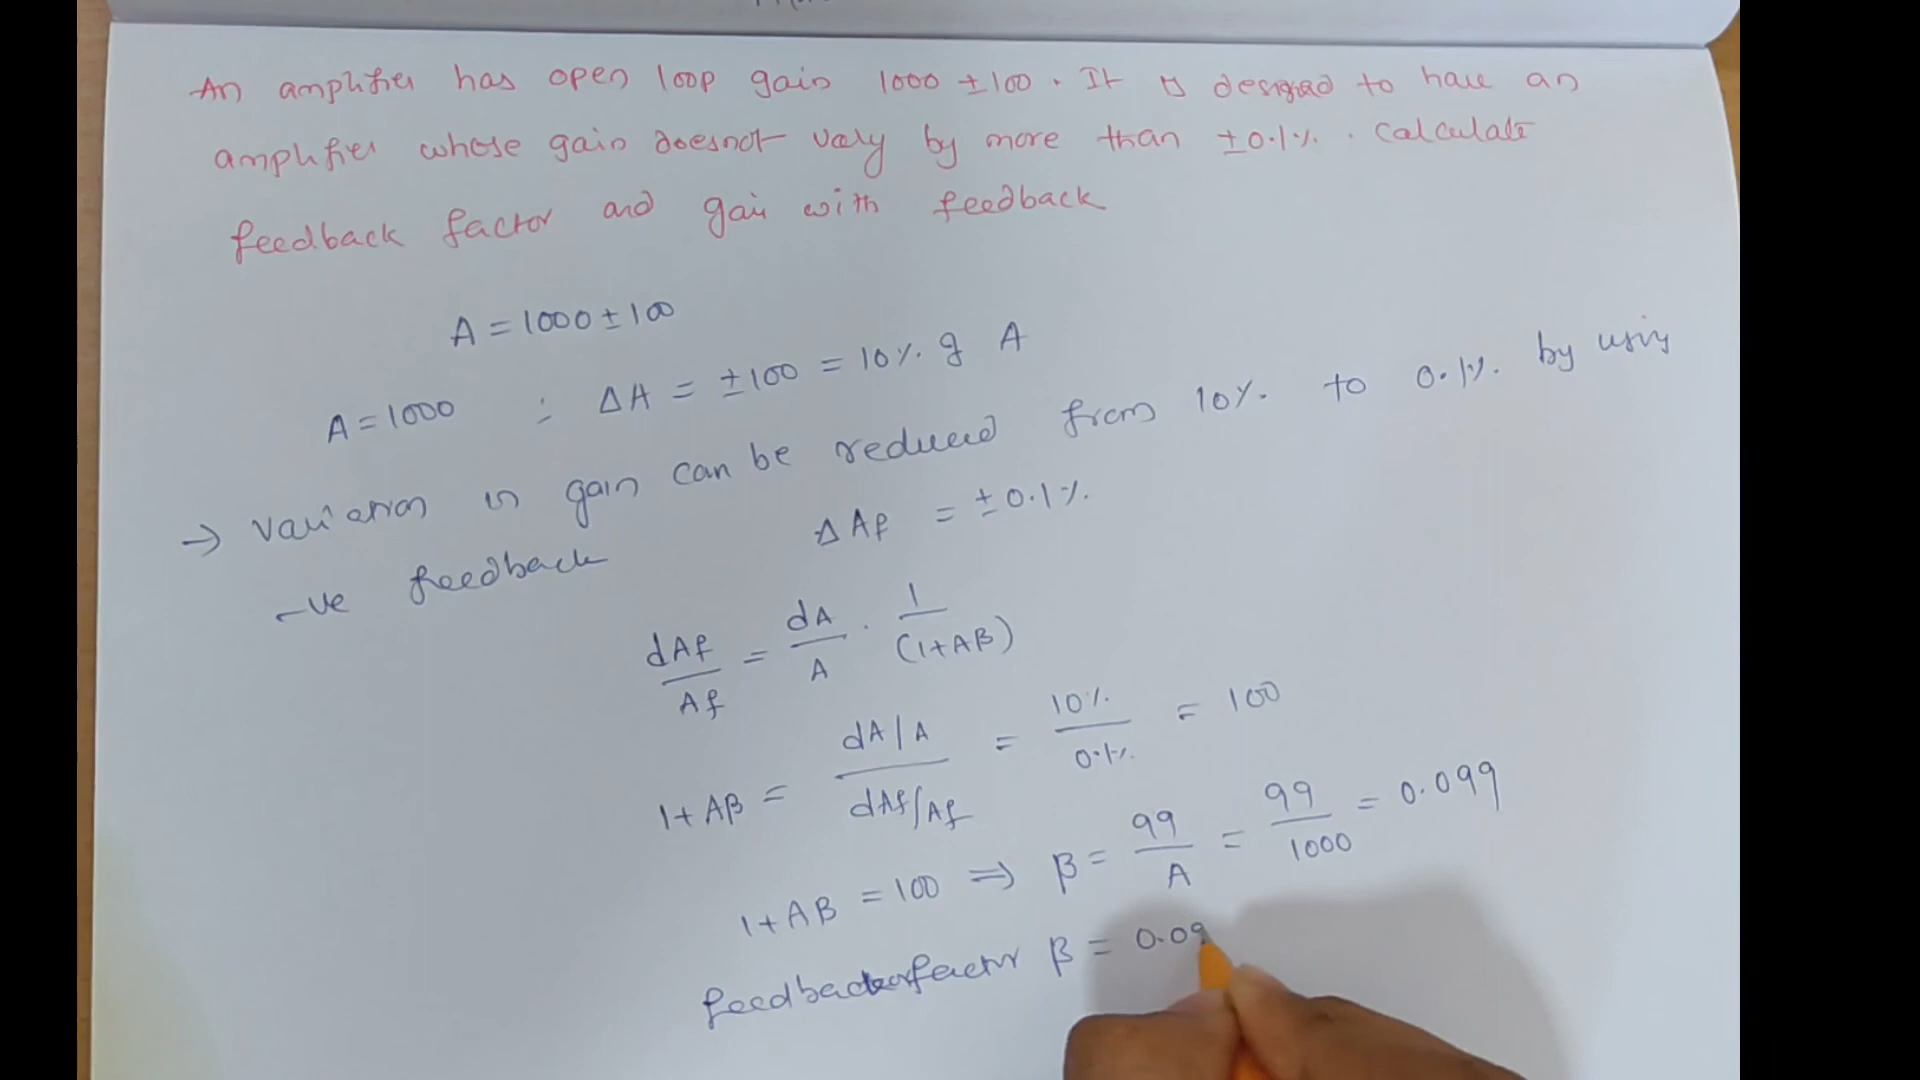 An amplifier has open loop gain 1000 ±100. It is designed to have an
amplifier whose gain doesnot vary by more than ±0.1%. calculate
feedback factor and gain with feedback
A = 1000 ± 100
A = 1000 : ΔA = ±100 = 10% of A
→ variation in gain can be reduced from 10% to 0.1% by using
-ve feedback
ΔAf = ±0.1%
dAf/Af = dA/A · 1/(1+Aβ)
1+Aβ = (dA/A)/(dAf/Af) = 10%/0.1% = 100
1+Aβ = 100 ⇒ β = 99/A = 99/1000 = 0.099
feedback factor β = 0.09